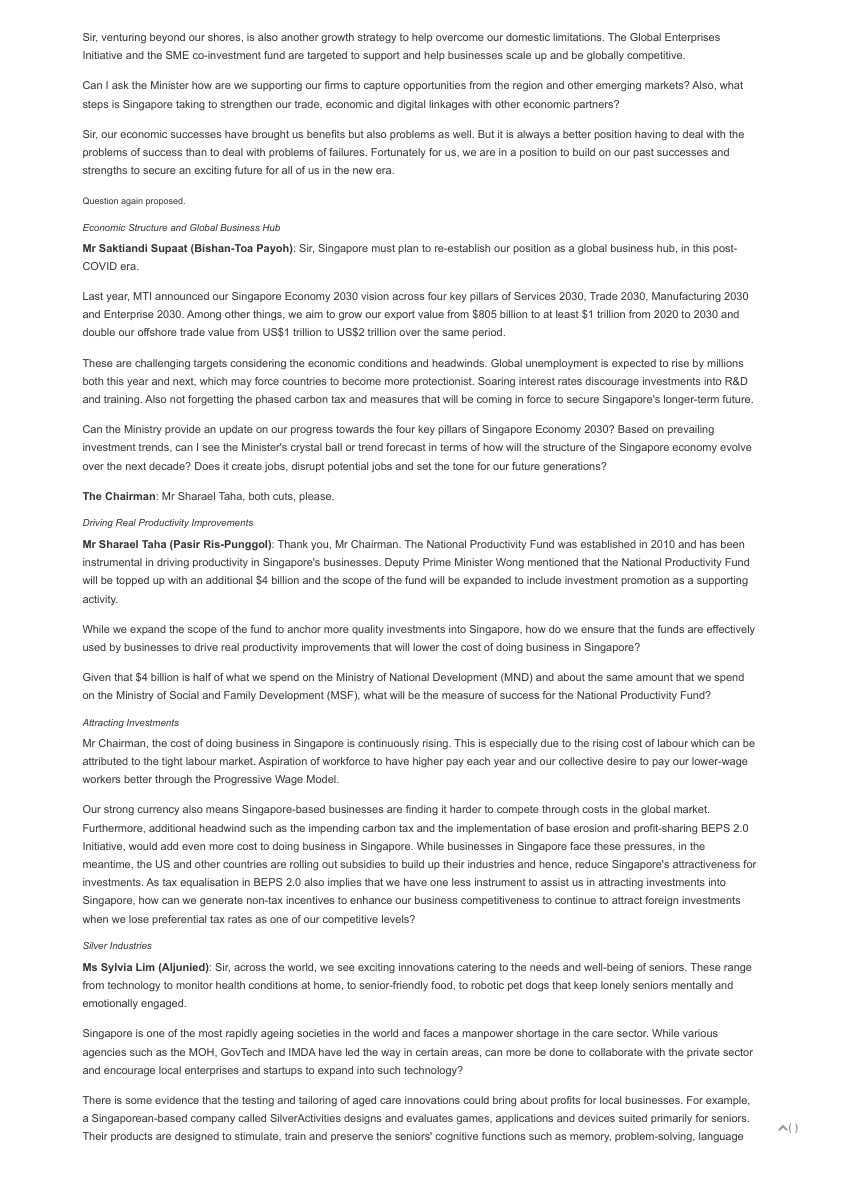 Sir, venturing beyond our shores, is also another growth strategy to help overcome our domestic limitations. The Global Enterprises
Initiative and the SME co-investment fund are targeted to support and help businesses scale up and be globally competitive.
Can I ask the Minister how are we supporting our firms to capture opportunities from the region and other emerging markets? Also, what
steps is Singapore taking to strengthen our trade, economic and digital linkages with other economic partners?
Sir, our economic successes have brought us benefits but also problems as well. But it is always a better position having to deal with the
problems of success than to deal with problems of failures. Fortunately for us, we are in a position to build on our past successes and
strengths to secure an exciting future for all of us in the new era.
Question again proposed.
Economic Structure and Global Business Hub
Mr Saktiandi Supaat (Bishan-Toa Payoh): Sir, Singapore must plan to re-establish our position as a global business hub, in this post-
COVID era.
Last year, MTI announced our Singapore Economy 2030 vision across four key pillars of Services 2030, Trade 2030, Manufacturing 2030
and Enterprise 2030. Among other things, we aim to grow our export value from $805 billion to at least $1 trillion from 2020 to 2030 and
double our offshore trade value from US$1 trillion to US$2 trillion over the same period.
These are challenging targets considering the economic conditions and headwinds. Global unemployment is expected to rise by millions
both this year and next, which may force countries to become more protectionist. Soaring interest rates discourage investments into R&D
and training. Also not forgetting the phased carbon tax and measures that will be coming in force to secure Singapore's longer-term future.
Can the Ministry provide an update on our progress towards the four key pillars of Singapore Economy 2030? Based on prevailing
investment trends, can I see the Minister's crystal ball or trend forecast in terms of how will the structure of the Singapore economy evolve
over the next decade? Does it create jobs, disrupt potential jobs and set the tone for our future generations?
The Chairman: Mr Sharael Taha, both cuts, please.
Driving Real Productivity Improvements
Mr Sharael Taha (Pasir Ris-Punggol): Thank you, Mr Chairman. The National Productivity Fund was established in 2010 and has been
instrumental in driving productivity in Singapore's businesses. Deputy Prime Minister Wong mentioned that the National Productivity Fund
will be topped up with an additional $4 billion and the scope of the fund will be expanded to include investment promotion as a supporting
activity.
While we expand the scope of the fund to anchor more quality investments into Singapore, how do we ensure that the funds are effectively
used by businesses to drive real productivity improvements that will lower the cost of doing business in Singapore?
Given that $4 billion is half of what we spend on the Ministry of National Development (MND) and about the same amount that we spend
on the Ministry of Social and Family Development (MSF), what will be the measure of success for the National Productivity Fund?
Attracting Investments
Mr Chairman, the cost of doing business in Singapore is continuously rising. This is especially due to the rising cost of labour which can be
attributed to the tight labour market. Aspiration of workforce to have higher pay each year and our collective desire to pay our lower-wage
workers better through the Progressive Wage Model.
Our strong currency also means Singapore-based businesses are finding it harder to compete through costs in the global market.
Furthermore, additional headwind such as the impending carbon tax and the implementation of base erosion and profit-sharing BEPS 2.0
Initiative, would add even more cost to doing business in Singapore. While businesses in Singapore face these pressures, in the
meantime, the US and other countries are rolling out subsidies to build up their industries and hence, reduce Singapore's attractiveness for
investments. As tax equalisation in BEPS 2.0 also implies that we have one less instrument to assist us in attracting investments into
Singapore, how can we generate non-tax incentives to enhance our business competitiveness to continue to attract foreign investments
when we lose preferential tax rates as one of our competitive levels?
Silver Industries
Ms Sylvia Lim (Aljunied): Sir, across the world, we see exciting innovations catering to the needs and well-being of seniors. These range
from technology to monitor health conditions at home, to senior-friendly food, to robotic pet dogs that keep lonely seniors mentally and
emotionally engaged.
Singapore is one of the most rapidly ageing societies in the world and faces a manpower shortage in the care sector. While various
agencies such as the MOH, GovTech and IMDA have led the way in certain areas, can more be done to collaborate with the private sector
and encourage local enterprises and startups to expand into such technology?
There is some evidence that the testing and tailoring of aged care innovations could bring about profits for local businesses. For example,
a Singaporean-based company called SilverActivities designs and evaluates games, applications and devices suited primarily for seniors.
Their products are designed to stimulate, train and preserve the seniors' cognitive functions such as memory, problem-solving, language
( )